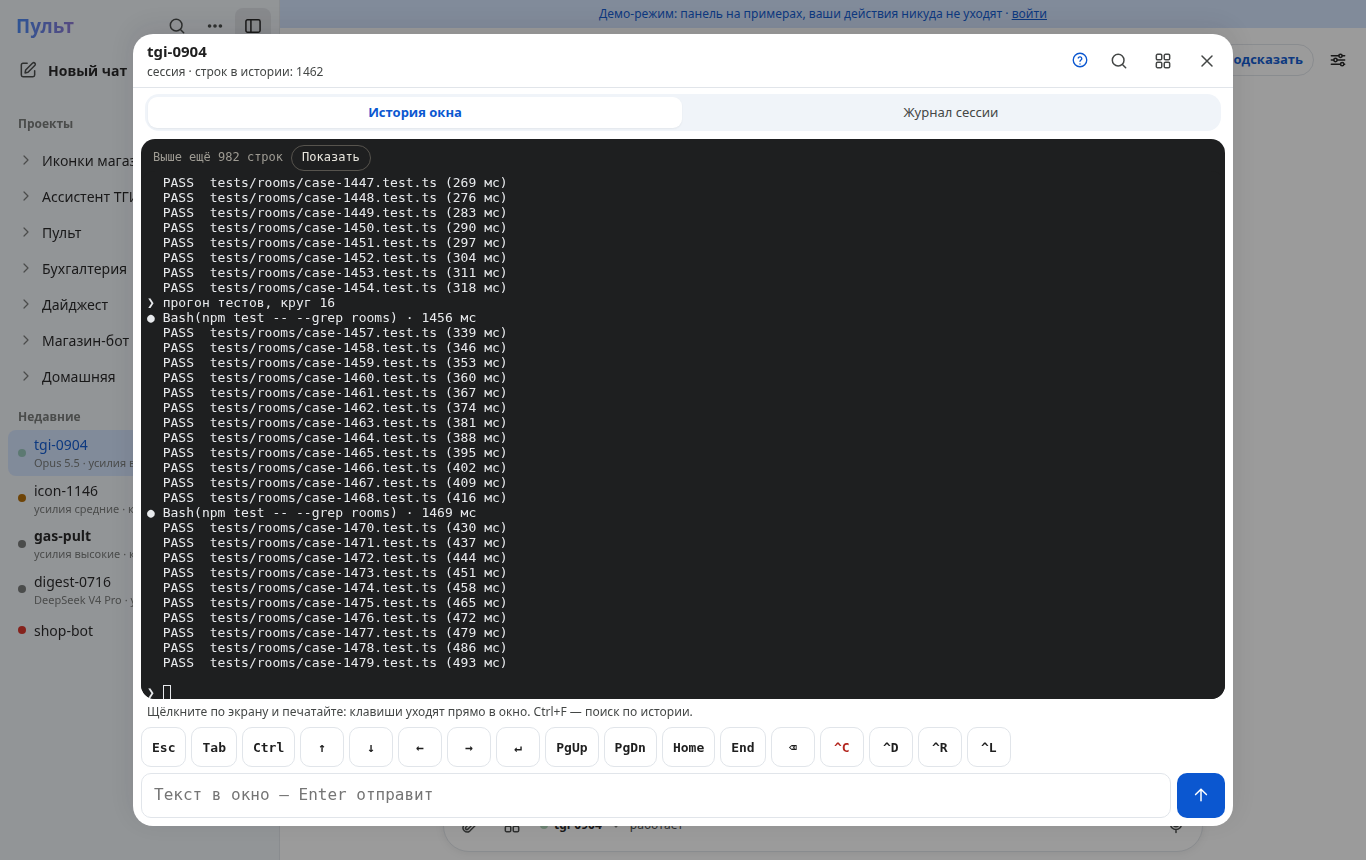 Демо-режим: панель на примерах, ваши действия никуда не уходят · войти
Пульт
Новый чат
Проекты
Иконки
Ассистент
Пульт
Бухгалтерия
Дайджест
Магазин-бот
Домашняя
Недавние
tgi-0904
Opus 5.5 · усилия
icon-1146
усилия средние ·
gas-pult
усилия высокие ·
digest-0716
DeepSeek V4 Pro ·
shop-bot
tgi-0904
сессия · строк в истории: 1462
История окна
Журнал сессии
Выше ещё 982 строк Показать
PASS tests/rooms/case-1447.test.ts (269 мс)
PASS tests/rooms/case-1448.test.ts (276 мс)
PASS tests/rooms/case-1449.test.ts (283 мс)
PASS tests/rooms/case-1450.test.ts (290 мс)
PASS tests/rooms/case-1451.test.ts (297 мс)
PASS tests/rooms/case-1452.test.ts (304 мс)
PASS tests/rooms/case-1453.test.ts (311 мс)
PASS tests/rooms/case-1454.test.ts (318 мс)
❯ прогон тестов, круг 16
● Bash(npm test -- --grep rooms) · 1456 мс
PASS tests/rooms/case-1457.test.ts (339 мс)
PASS tests/rooms/case-1458.test.ts (346 мс)
PASS tests/rooms/case-1459.test.ts (353 мс)
PASS tests/rooms/case-1460.test.ts (360 мс)
PASS tests/rooms/case-1461.test.ts (367 мс)
PASS tests/rooms/case-1462.test.ts (374 мс)
PASS tests/rooms/case-1463.test.ts (381 мс)
PASS tests/rooms/case-1464.test.ts (388 мс)
PASS tests/rooms/case-1465.test.ts (395 мс)
PASS tests/rooms/case-1466.test.ts (402 мс)
PASS tests/rooms/case-1467.test.ts (409 мс)
PASS tests/rooms/case-1468.test.ts (416 мс)
● Bash(npm test -- --grep rooms) · 1469 мс
PASS tests/rooms/case-1470.test.ts (430 мс)
PASS tests/rooms/case-1471.test.ts (437 мс)
PASS tests/rooms/case-1472.test.ts (444 мс)
PASS tests/rooms/case-1473.test.ts (451 мс)
PASS tests/rooms/case-1474.test.ts (458 мс)
PASS tests/rooms/case-1475.test.ts (465 мс)
PASS tests/rooms/case-1476.test.ts (472 мс)
PASS tests/rooms/case-1477.test.ts (479 мс)
PASS tests/rooms/case-1478.test.ts (486 мс)
PASS tests/rooms/case-1479.test.ts (493 мс)
❯
Щёлкните по экрану и печатайте: клавиши уходят прямо в окно. Ctrl+F — поиск по истории.
Esc Tab Ctrl ↑ ↓ ← → ↵ PgUp PgDn Home End ⌫ ^C ^D ^R ^L
Текст в окно — Enter отправит